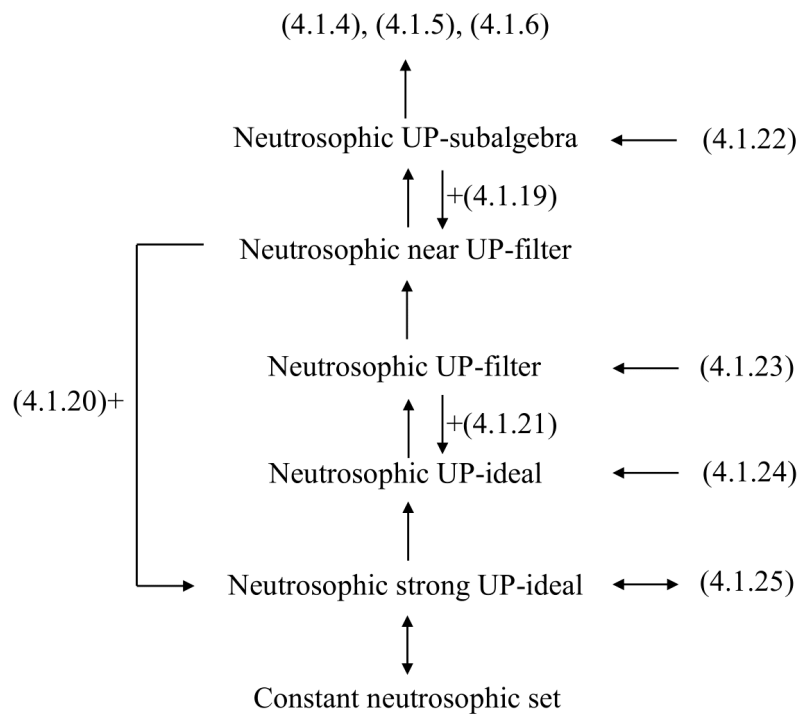 (4.1.4), (4.1.5), (4.1.6)
Neutrosophic UP-subalgebra
(4.1.22)
+(4.1.19)
Neutrosophic near UP-filter
Neutrosophic UP-filter
(4.1.23)
(4.1.20)+
+(4.1.21)
Neutrosophic UP-ideal
(4.1.24)
Neutrosophic strong UP-ideal
(4.1.25)
Constant neutrosophic set